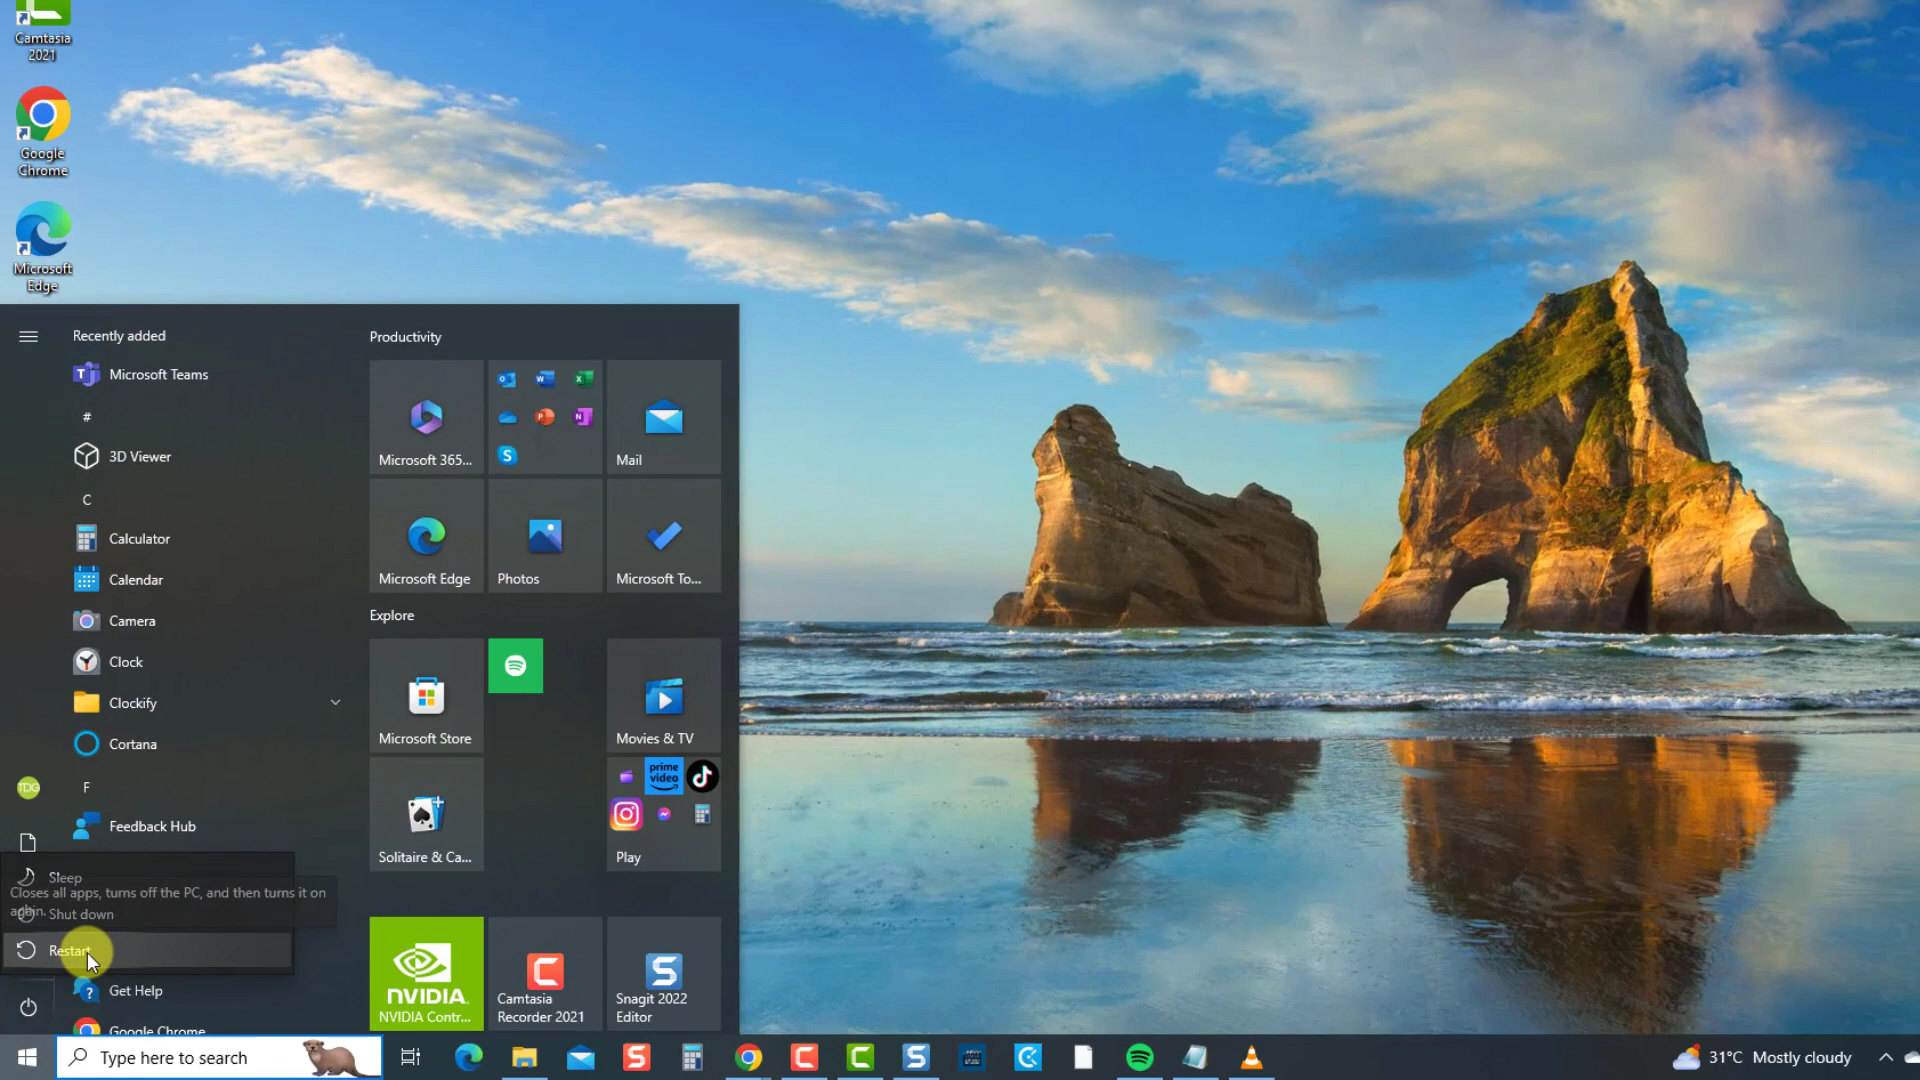 Camtasia
2021
Google
Chrome
Microsoft
Edge
Recently added
Microsoft Teams
#
3D Viewer
C
Calculator
Calendar
Camera
Clock
Clockify
Cortana
F
Feedback Hub
Sleep
Closes all apps, turns off the PC, and then turns it on
again.
Shut down
Restart
Get Help
Google Chrome
TDG
Productivity
Microsoft 365...
Mail
Microsoft Edge
Photos
Microsoft To...
Explore
Microsoft Store
Movies & TV
prime
video
Solitaire & Ca...
Play
NVIDIA.
NVIDIA Contr...
Camtasia
Recorder 2021
Snagit 2022
Editor
Type here to search
31°C Mostly cloudy